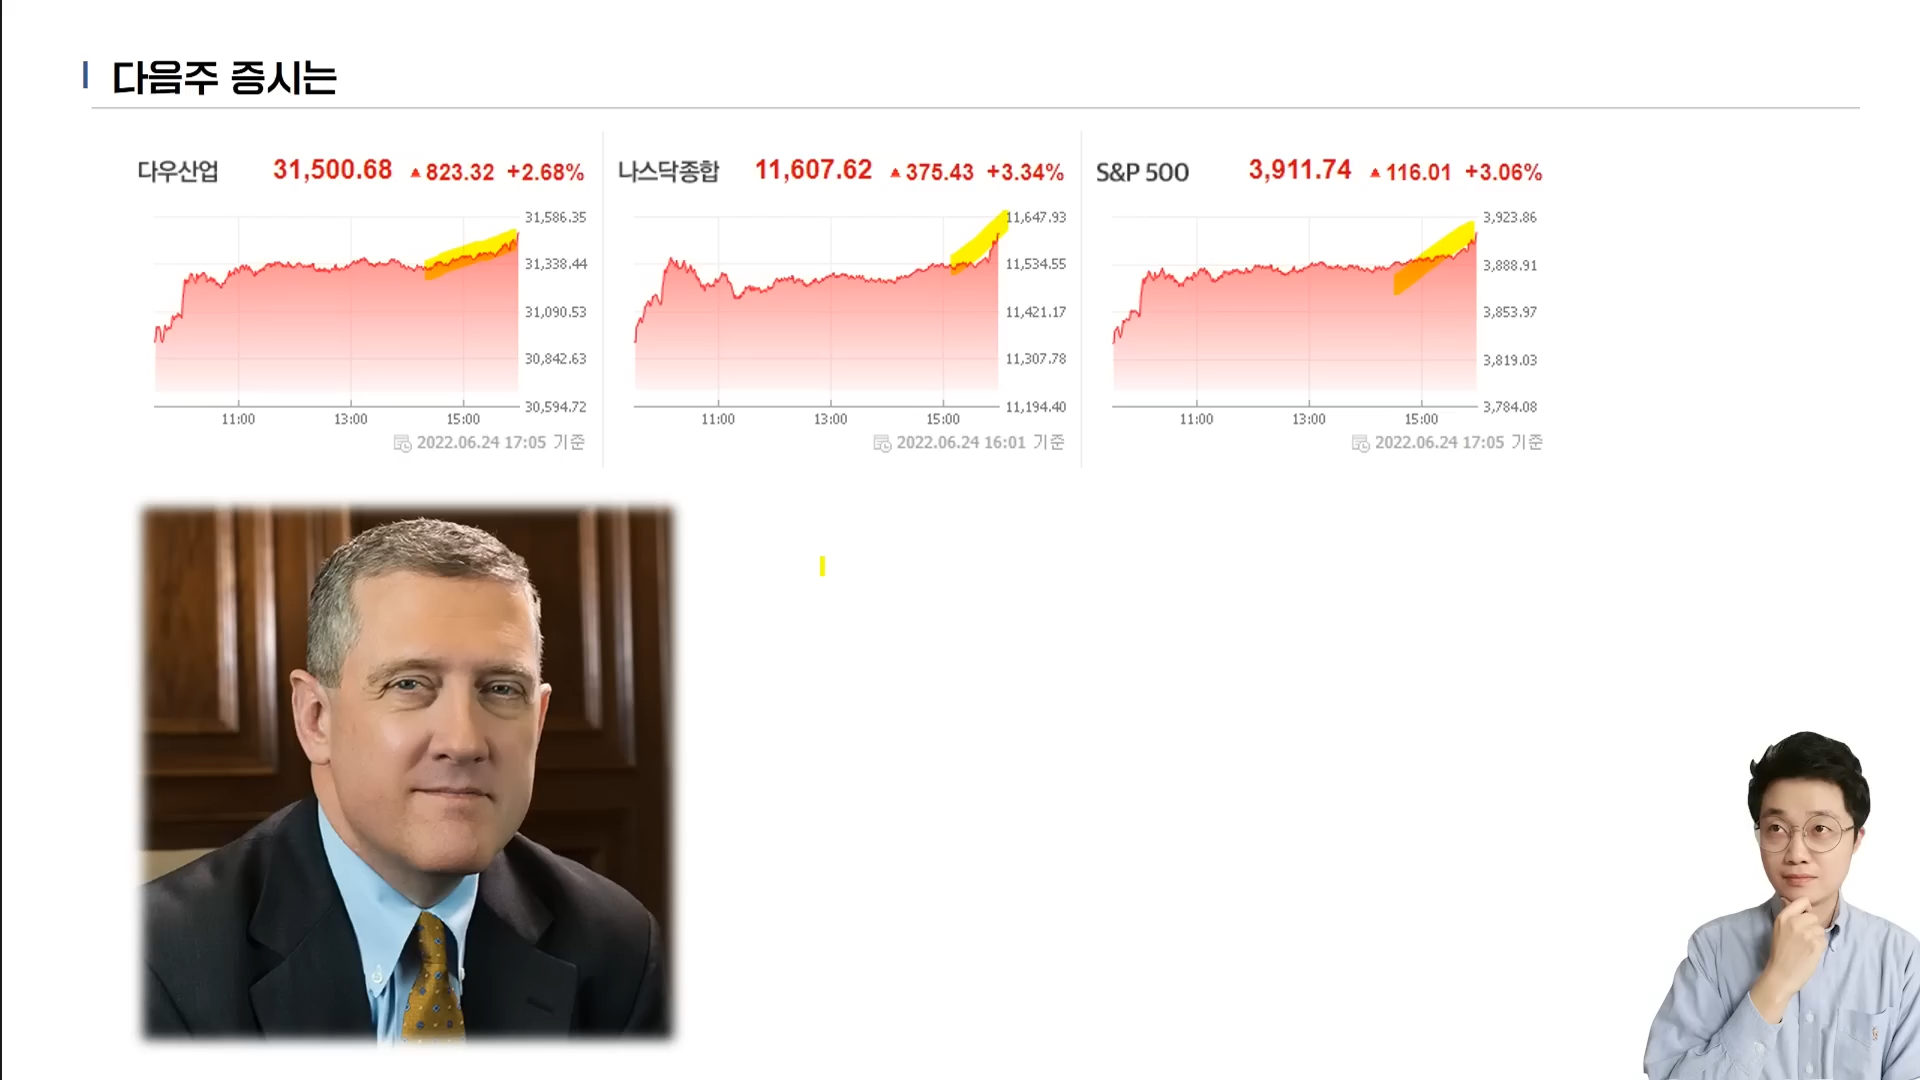 다음주 증시는
다우산업 31,500.68 ▲823.32 +2.68%
31,586.35
31,338.44
31,090.53
30,842.63
30,594.72
11:00 13:00 15:00
2022.06.24 17:05 기준
나스닥종합 11,607.62 ▲375.43 +3.34%
11,647.93
11,534.55
11,421.17
11,307.78
11,194.40
11:00 13:00 15:00
2022.06.24 16:01 기준
S&P 500 3,911.74 ▲116.01 +3.06%
3,923.86
3,888.91
3,853.97
3,819.03
3,784.08
11:00 13:00 15:00
2022.06.24 17:05 기준